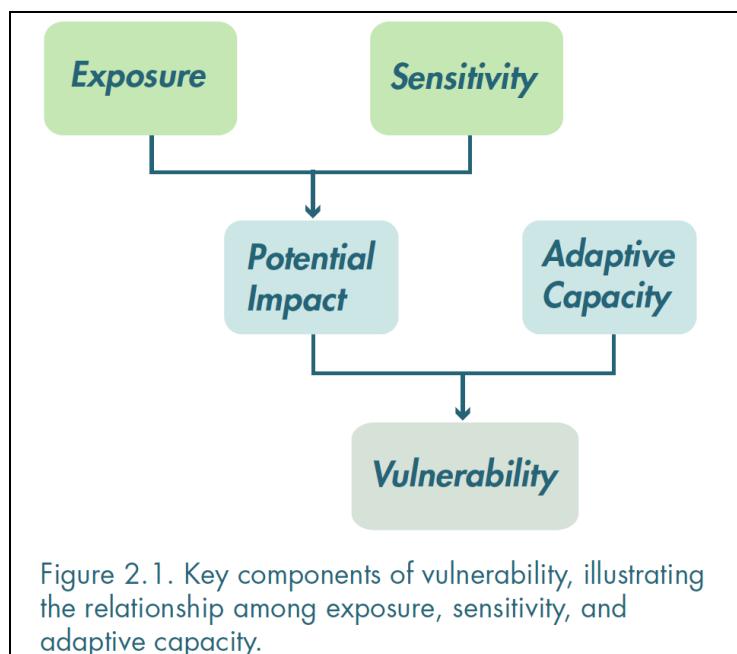 Exposure
Sensitivity
Potential
Impact
Adaptive
Capacity
Vulnerability
Figure 2.1. Key components of vulnerability, illustrating
the relationship among exposure, sensitivity, and
adaptive capacity.